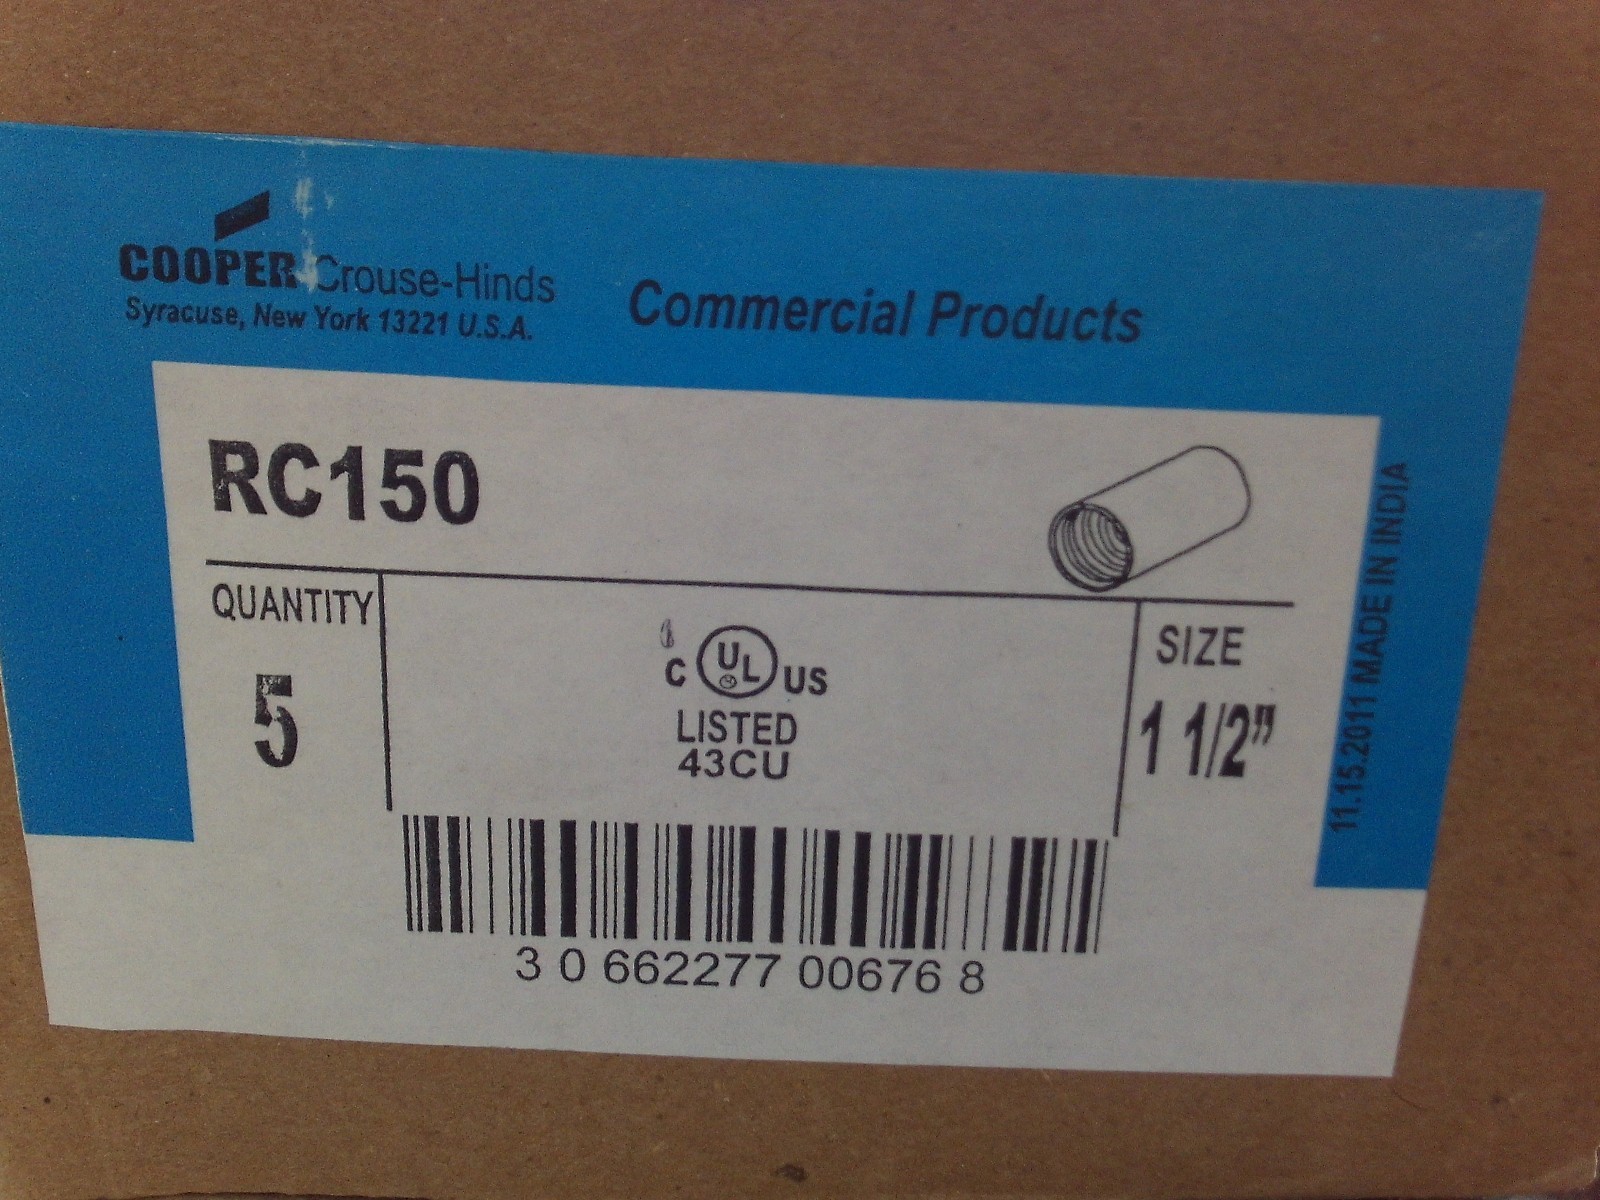 COOPER Crouse-Hinds
Syracuse, New York 13221 U.S.A.
Commercial Products
RC150
QUANTITY
5
C UL US
LISTED
43CU
SIZE
1 1/2"
11.15.2011 MADE IN INDIA
3 0 662277 00676 8